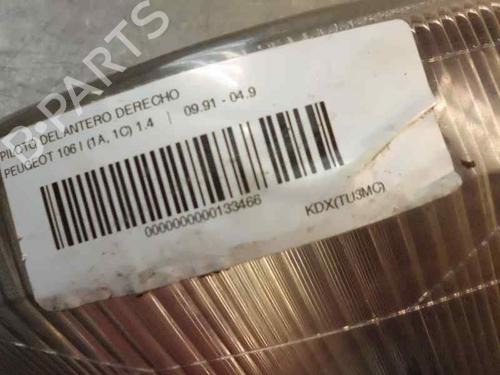 PILOTO DELANTERO DERECHO
PEUGEOT 106 I (1A, 1C) 1.4 | 09.91 - 04.9
0000000000133466
KDX(TU3MC)
B-PARTS